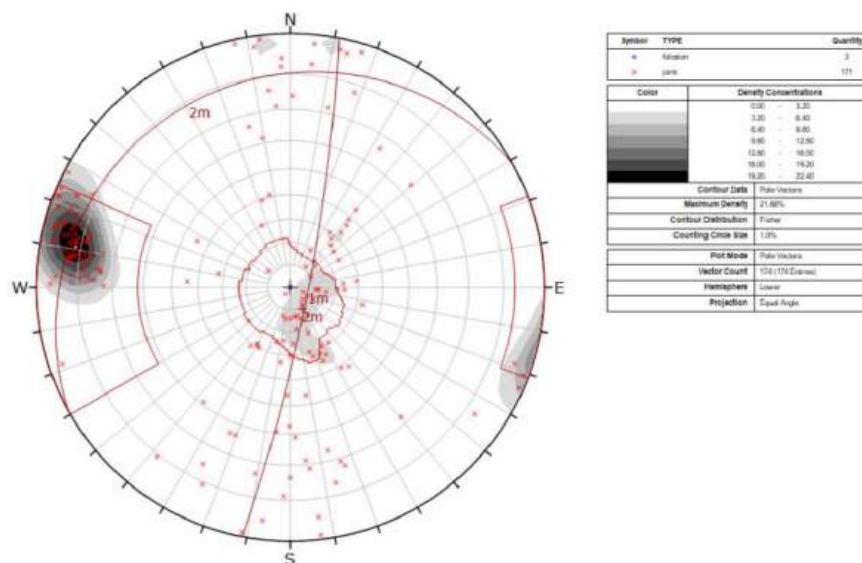 N
2m
W
E
1m
2m
S
Symbol TYPE Quantity
foliation 3
joint 171
Color Density Concentrations
0.00 - 3.20
3.20 - 6.40
6.40 - 9.60
9.60 - 12.80
12.80 - 16.00
16.00 - 19.20
19.20 - 22.40
Contour Data Pole Vectors
Maximum Density 21.68%
Contour Distribution Fisher
Counting Circle Size 1.0%
Plot Mode Pole Vectors
Vector Count 174 (174 Entries)
Hemisphere Lower
Projection Equal Angle